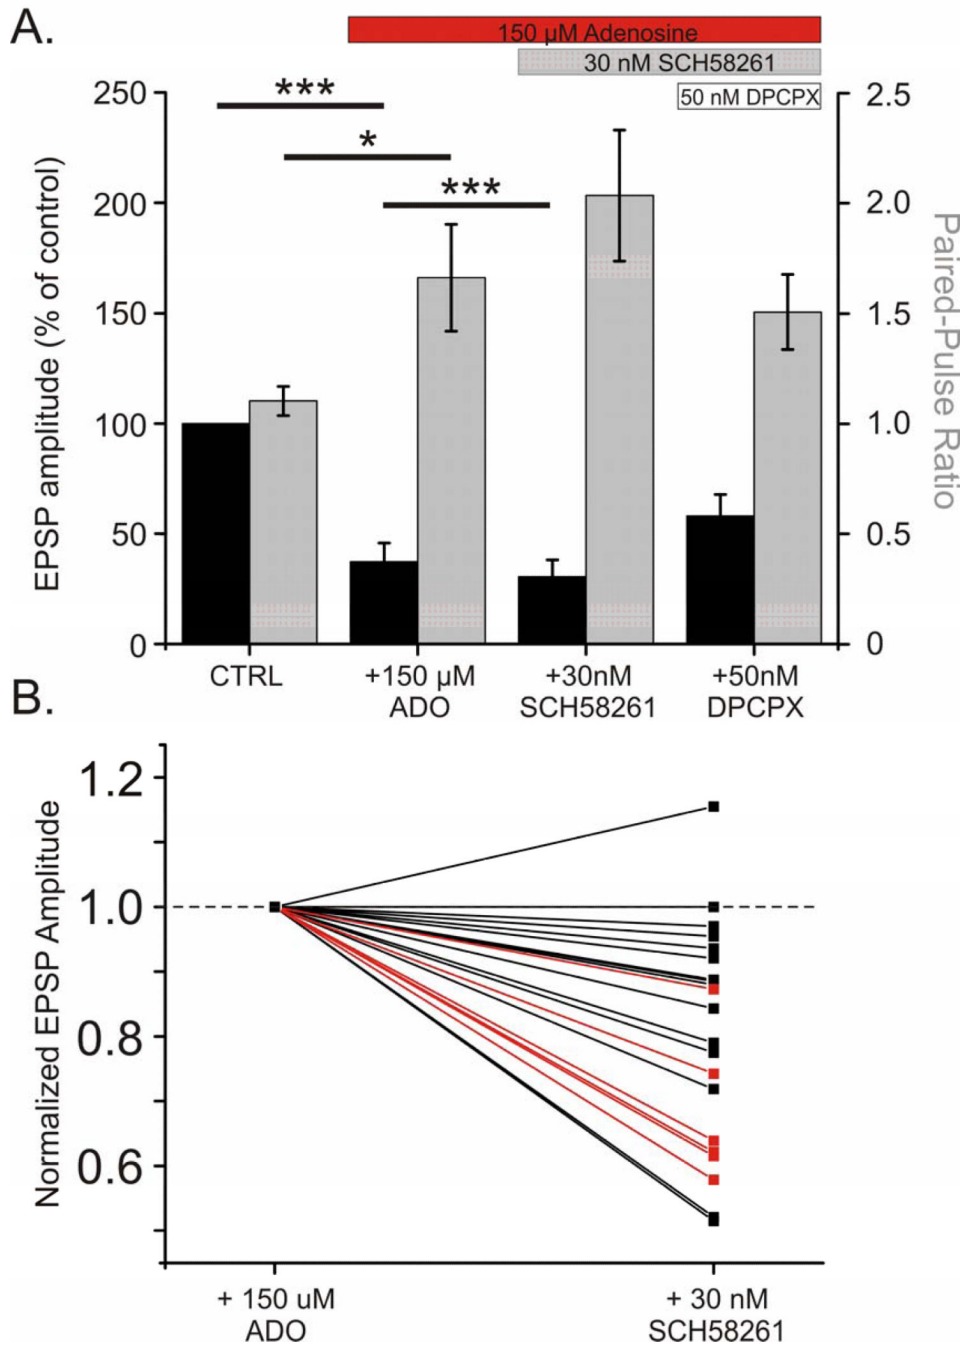 A.
150 µM Adenosine
30 nM SCH58261
50 nM DPCPX
***
*
***
250
200
150
100
50
0
EPSP amplitude (% of control)
2.5
2.0
1.5
1.0
0.5
0
Paired-Pulse Ratio
CTRL
+150 µM
ADO
+30nM
SCH58261
+50nM
DPCPX
B.
1.2
1.0
0.8
0.6
Normalized EPSP Amplitude
+ 150 uM
ADO
+ 30 nM
SCH58261